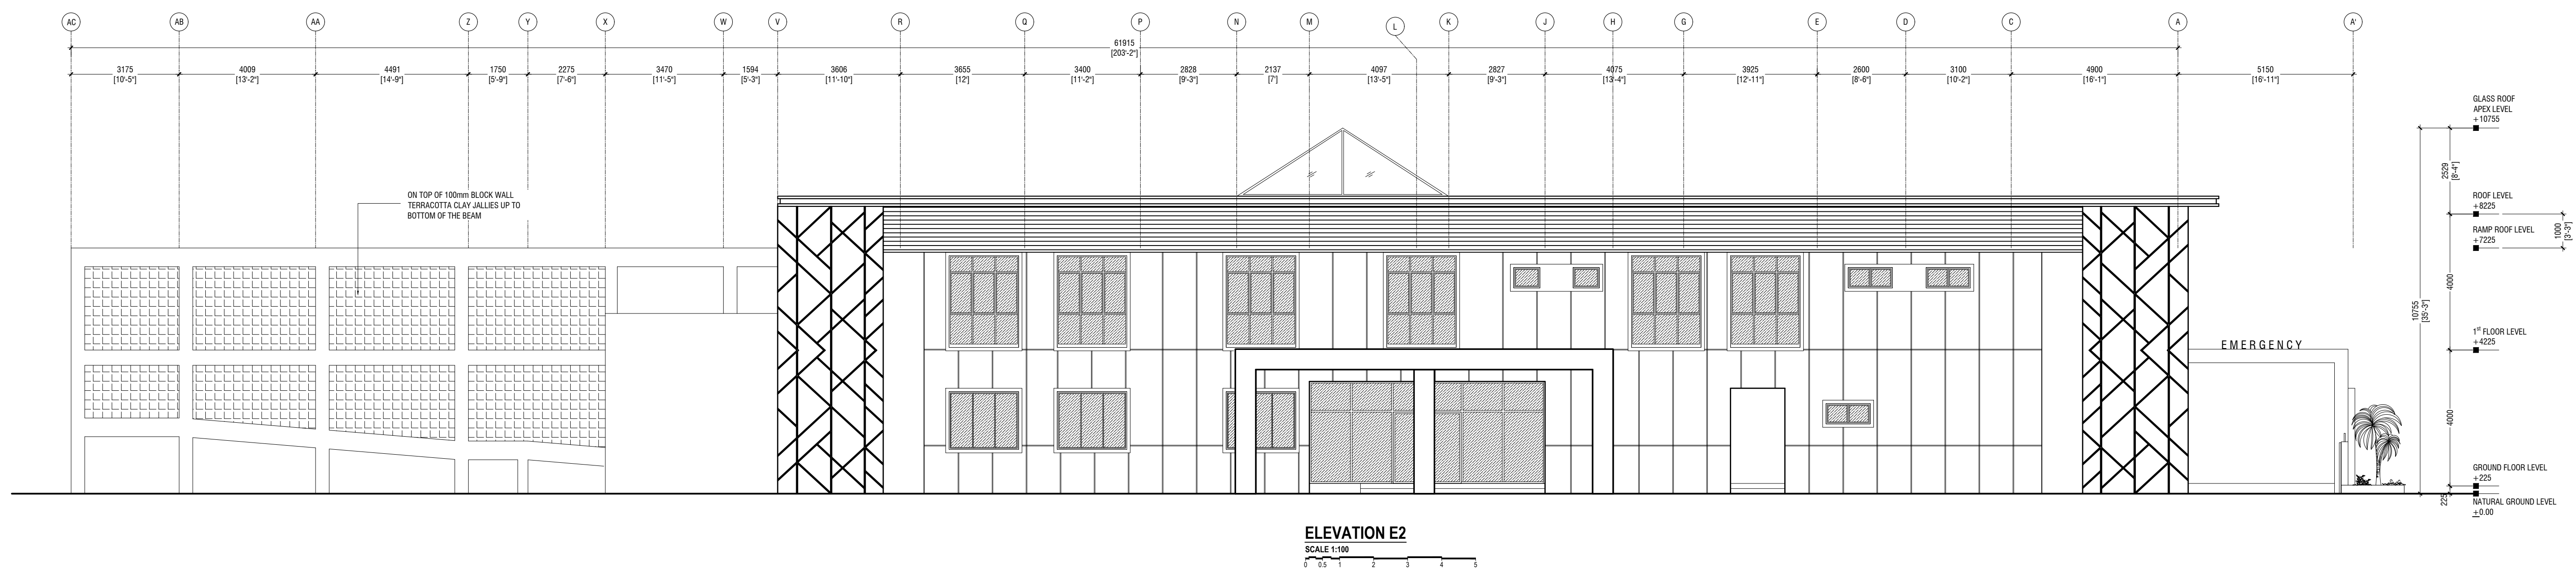 AC AB AA Z Y X W V R Q P N M L K J H G E D C A A'
61915
[203'-2"]
3175 4009 4491 1750 2275 3470 1594 3606 3655 3400 2828 2137 4097 2827 4075 3925 2600 3100 4900 5150
[10'-5"] [13'-2"] [14'-9"] [5'-9"] [7'-6"] [11'-5"] [5'-3"] [11'-10"] [12'] [11'-2"] [9'-3"] [7'] [13'-5"] [9'-3"] [13'-4"] [12'-11"] [8'-6"] [10'-2"] [16'-1"] [16'-11"]
GLASS ROOF
APEX LEVEL
+10755
2529
[8'-4"]
ON TOP OF 100mm BLOCK WALL
TERRACOTTA CLAY JALLIES UP TO
BOTTOM OF THE BEAM
ROOF LEVEL
+8225
1000
[3'-3"]
RAMP ROOF LEVEL
+7225
4000
10755
[35'-3"]
1st FLOOR LEVEL
+4225
EMERGENCY
4000
GROUND FLOOR LEVEL
+225
225
NATURAL GROUND LEVEL
±0.00
ELEVATION E2
SCALE 1:100
0 0.5 1 2 3 4 5